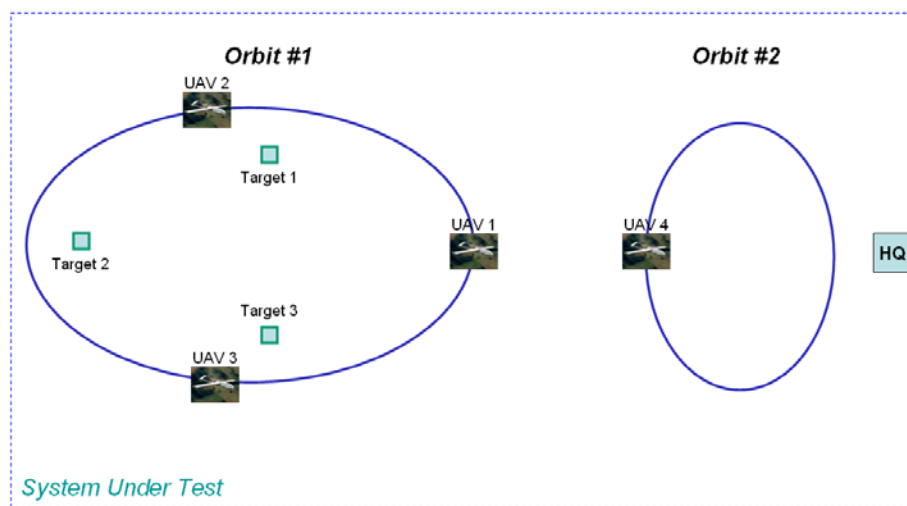 Orbit #1
Orbit #2
UAV 2
Target 1
UAV 1
UAV 4
Target 2
HQ
Target 3
UAV 3
System Under Test